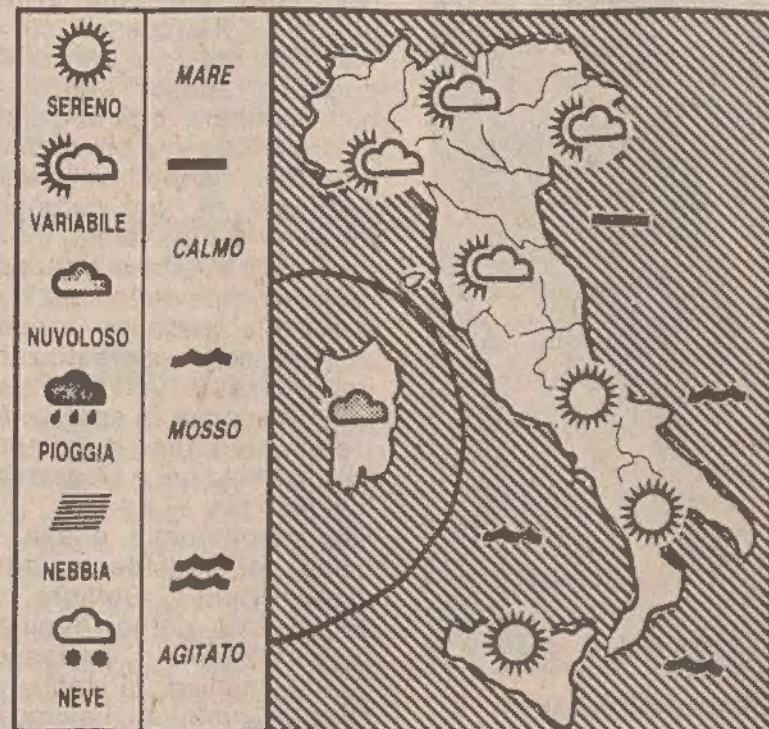 SERENO
VARIABILE
NUVOLOSO
PIOGGIA
NEBBIA
NEVE
MARE
CALMO
MOSSO
AGITATO